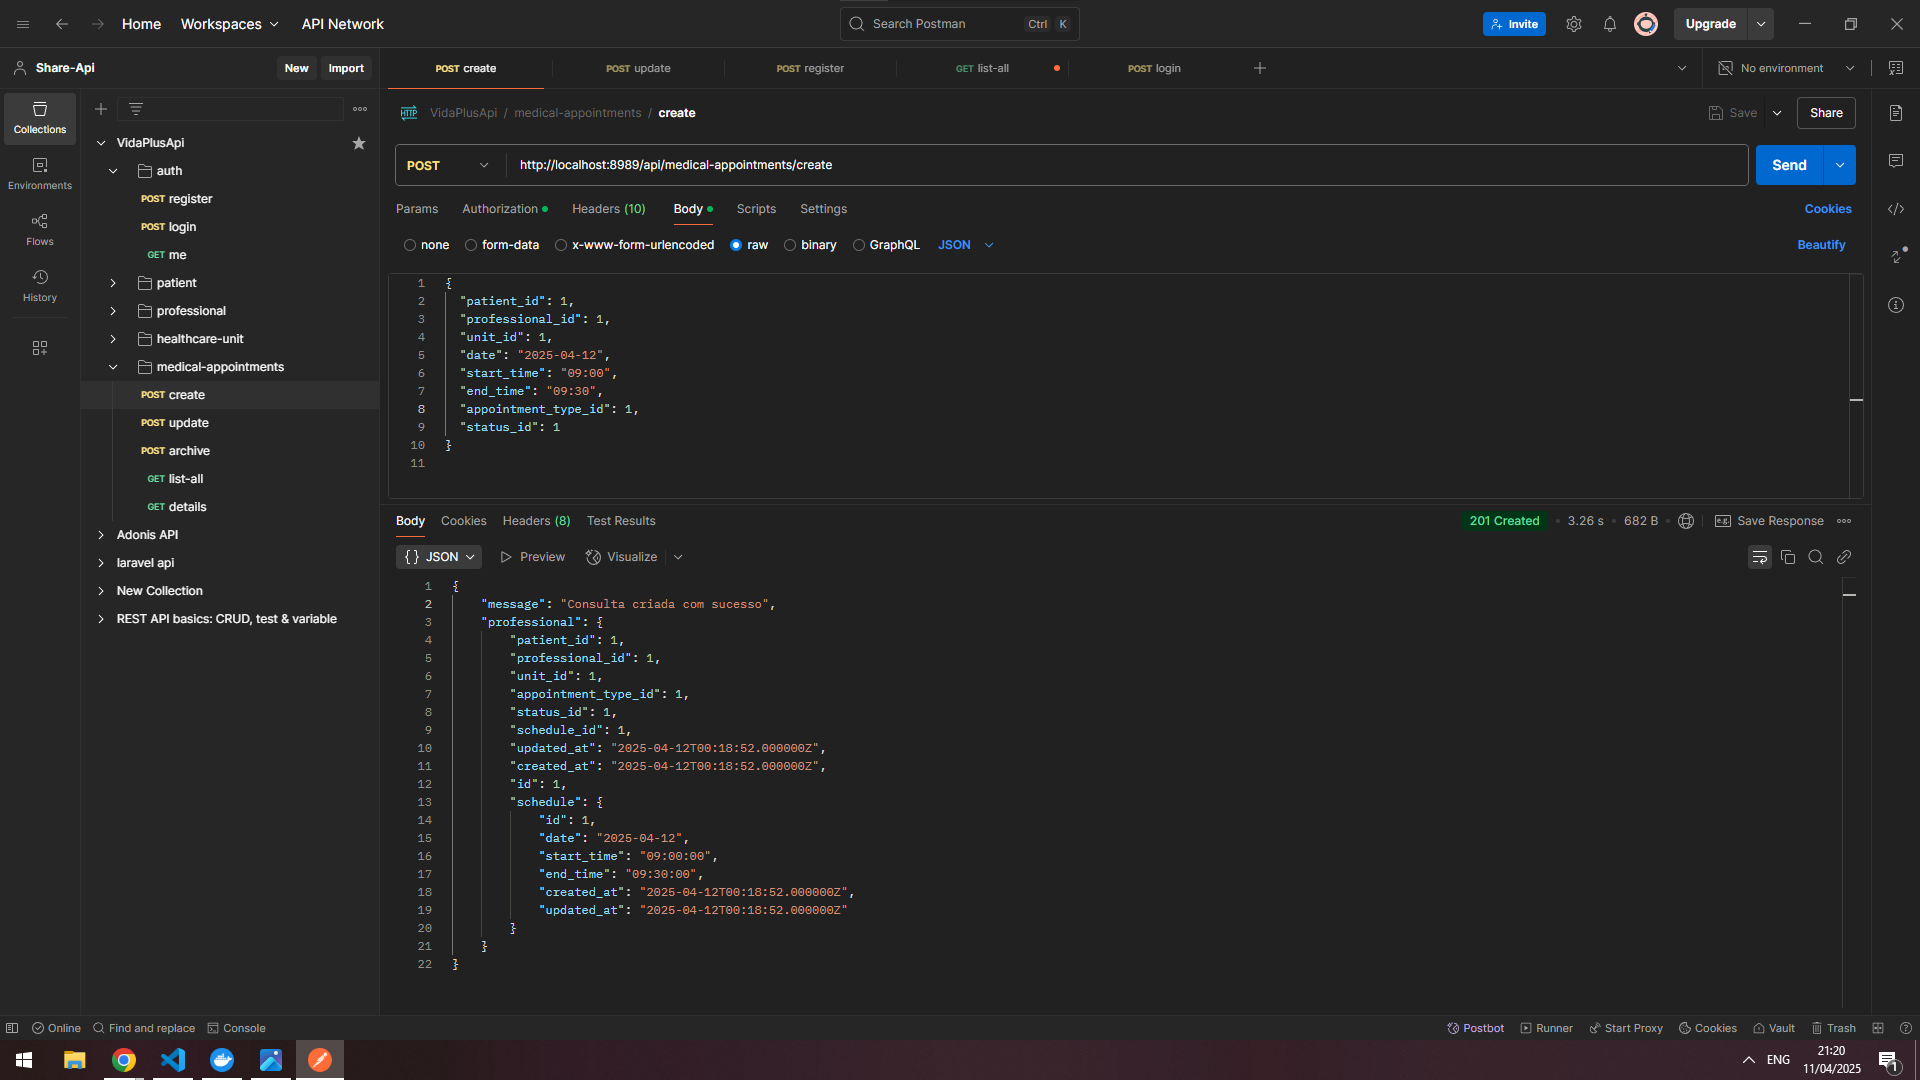 Home Workspaces API Network Search Postman Ctrl K Invite Upgrade
Share-Api New Import POST create POST update POST register GET list-all POST login No environment
Collections
Environments
Flows
History
VidaPlusApi
auth
POST register
POST login
GET me
patient
professional
healthcare-unit
medical-appointments
POST create
POST update
POST archive
GET list-all
GET details
Adonis API
laravel api
New Collection
REST API basics: CRUD, test & variable
HTTP VidaPlusApi / medical-appointments / create Save Share
POST http://localhost:8989/api/medical-appointments/create Send
Params Authorization Headers (10) Body Scripts Settings Cookies
none form-data x-www-form-urlencoded raw binary GraphQL JSON Beautify
1 {
2 "patient_id": 1,
3 "professional_id": 1,
4 "unit_id": 1,
5 "date": "2025-04-12",
6 "start_time": "09:00",
7 "end_time": "09:30",
8 "appointment_type_id": 1,
9 "status_id": 1
10 }
11
Body Cookies Headers (8) Test Results 201 Created 3.26 s 682 B e.g. Save Response
{} JSON Preview Visualize
1 {
2 "message": "Consulta criada com sucesso",
3 "professional": {
4 "patient_id": 1,
5 "professional_id": 1,
6 "unit_id": 1,
7 "appointment_type_id": 1,
8 "status_id": 1,
9 "schedule_id": 1,
10 "updated_at": "2025-04-12T00:18:52.000000Z",
11 "created_at": "2025-04-12T00:18:52.000000Z",
12 "id": 1,
13 "schedule": {
14 "id": 1,
15 "date": "2025-04-12",
16 "start_time": "09:00:00",
17 "end_time": "09:30:00",
18 "created_at": "2025-04-12T00:18:52.000000Z",
19 "updated_at": "2025-04-12T00:18:52.000000Z"
20 }
21 }
22 }
Online Find and replace Console Postbot Runner Start Proxy Cookies Vault Trash
ENG 21:20 1
11/04/2025